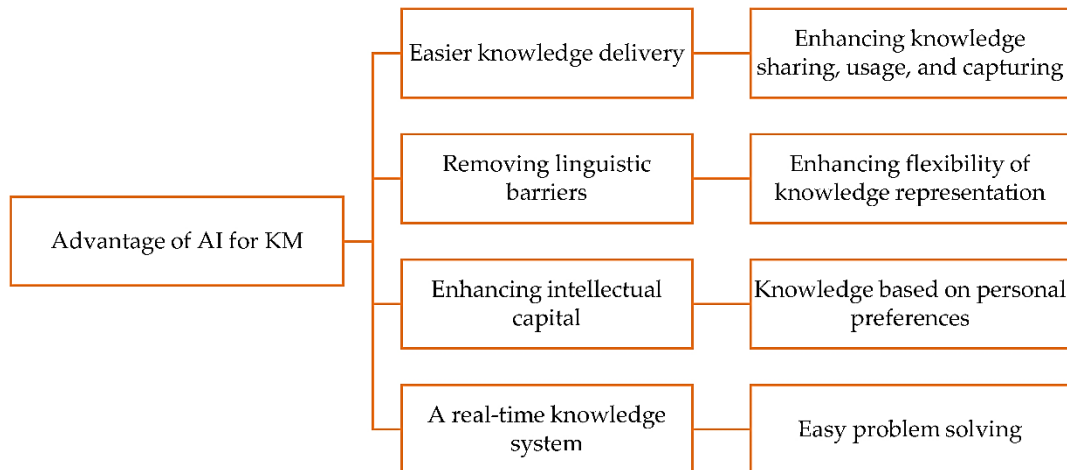 Easier knowledge delivery
Enhancing knowledge
sharing, usage, and capturing
Removing linguistic
barriers
Enhancing flexibility of
knowledge representation
Advantage of AI for KM
Enhancing intellectual
capital
Knowledge based on personal
preferences
A real-time knowledge
system
Easy problem solving